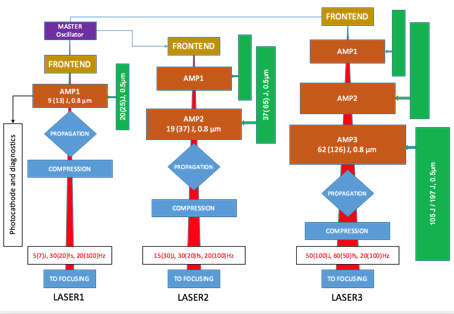 MASTER
Oscillator
FRONTEND
AMP1
9 (13) J, 0.8 µm
20(25)J, 0.5µm
Photocathode and diagnostics
PROPAGATION
COMPRESSION
5(7)J, 30(20)fs, 20(100)Hz
TO FOCUSING
LASER1
FRONTEND
AMP1
AMP2
19 (37) J, 0.8 µm
37(65)J, 0.5µm
PROPAGATION
COMPRESSION
15(30)J, 30(20)fs, 20(100)Hz
TO FOCUSING
LASER2
FRONTEND
AMP1
AMP2
AMP3
62 (126) J, 0.8 µm
105 J / 197 J, 0.5µm
PROPAGATION
COMPRESSION
50(100)J, 60(50)fs, 20(100)Hz
TO FOCUSING
LASER3